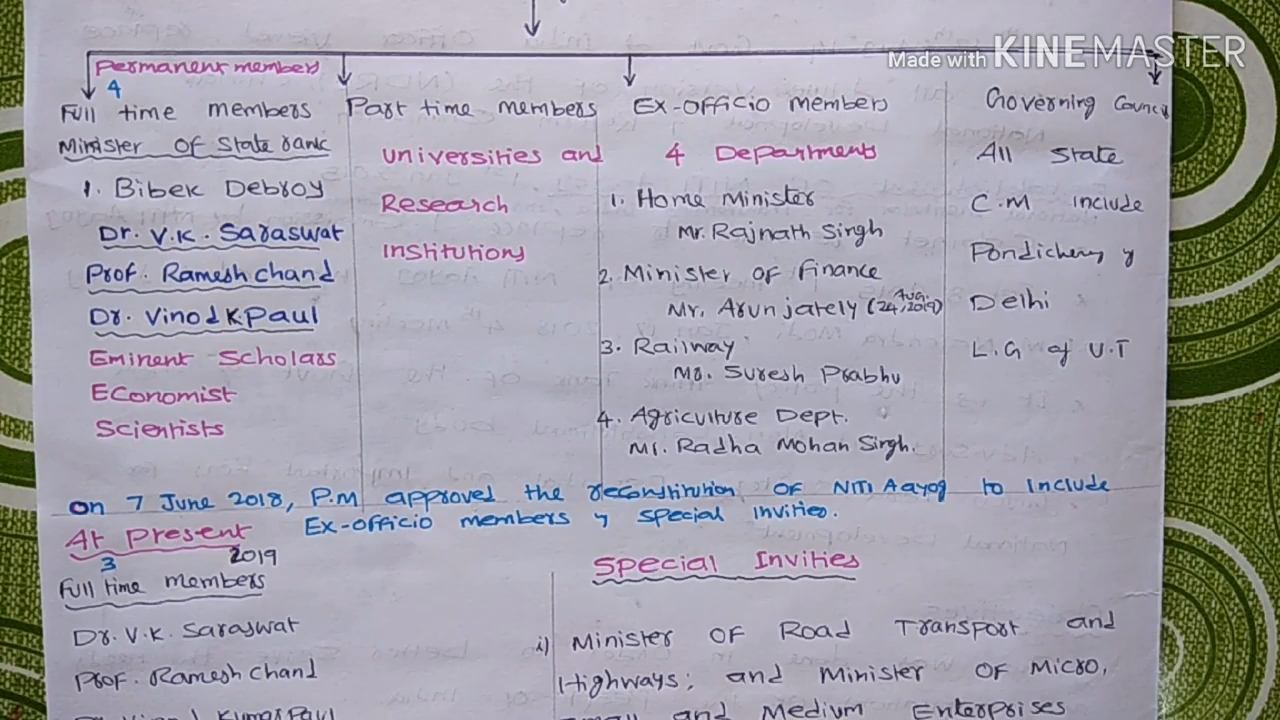 Made with KINEMASTER
Permanent members
4
Full time members
Minister of State rank
1. Bibek Debroy
Dr. V.K. Saraswat
Prof. Ramesh chand
Dr. Vinod K Paul
Eminent Scholars
Economist
Scientists
Part time members
Universities and
Research
Institutions
Ex-officio members
4 Departments
1. Home Minister
Mr. Rajnath Singh
2. Minister of Finance
Mr. Arun jately (24, Aug. 2019)
3. Railway
Mr. Suresh Prabhu
4. Agriculture Dept.
Mr. Radha Mohan Singh.
Governing Council
All State
C.M include
Pondicherry y
Delhi
L.G of U.T
On 7 June 2018, P.M approved the reconstitution of NITI Aayog to include
Ex-officio members y special invities.
At present
2019
3
Full time members
Dr. V.K. Saraswat
Prof. Ramesh Chand
Kumar Paul
Special Invities
i) Minister of Road Transport and
Highways; and Minister of Micro,
and Medium Enterprises